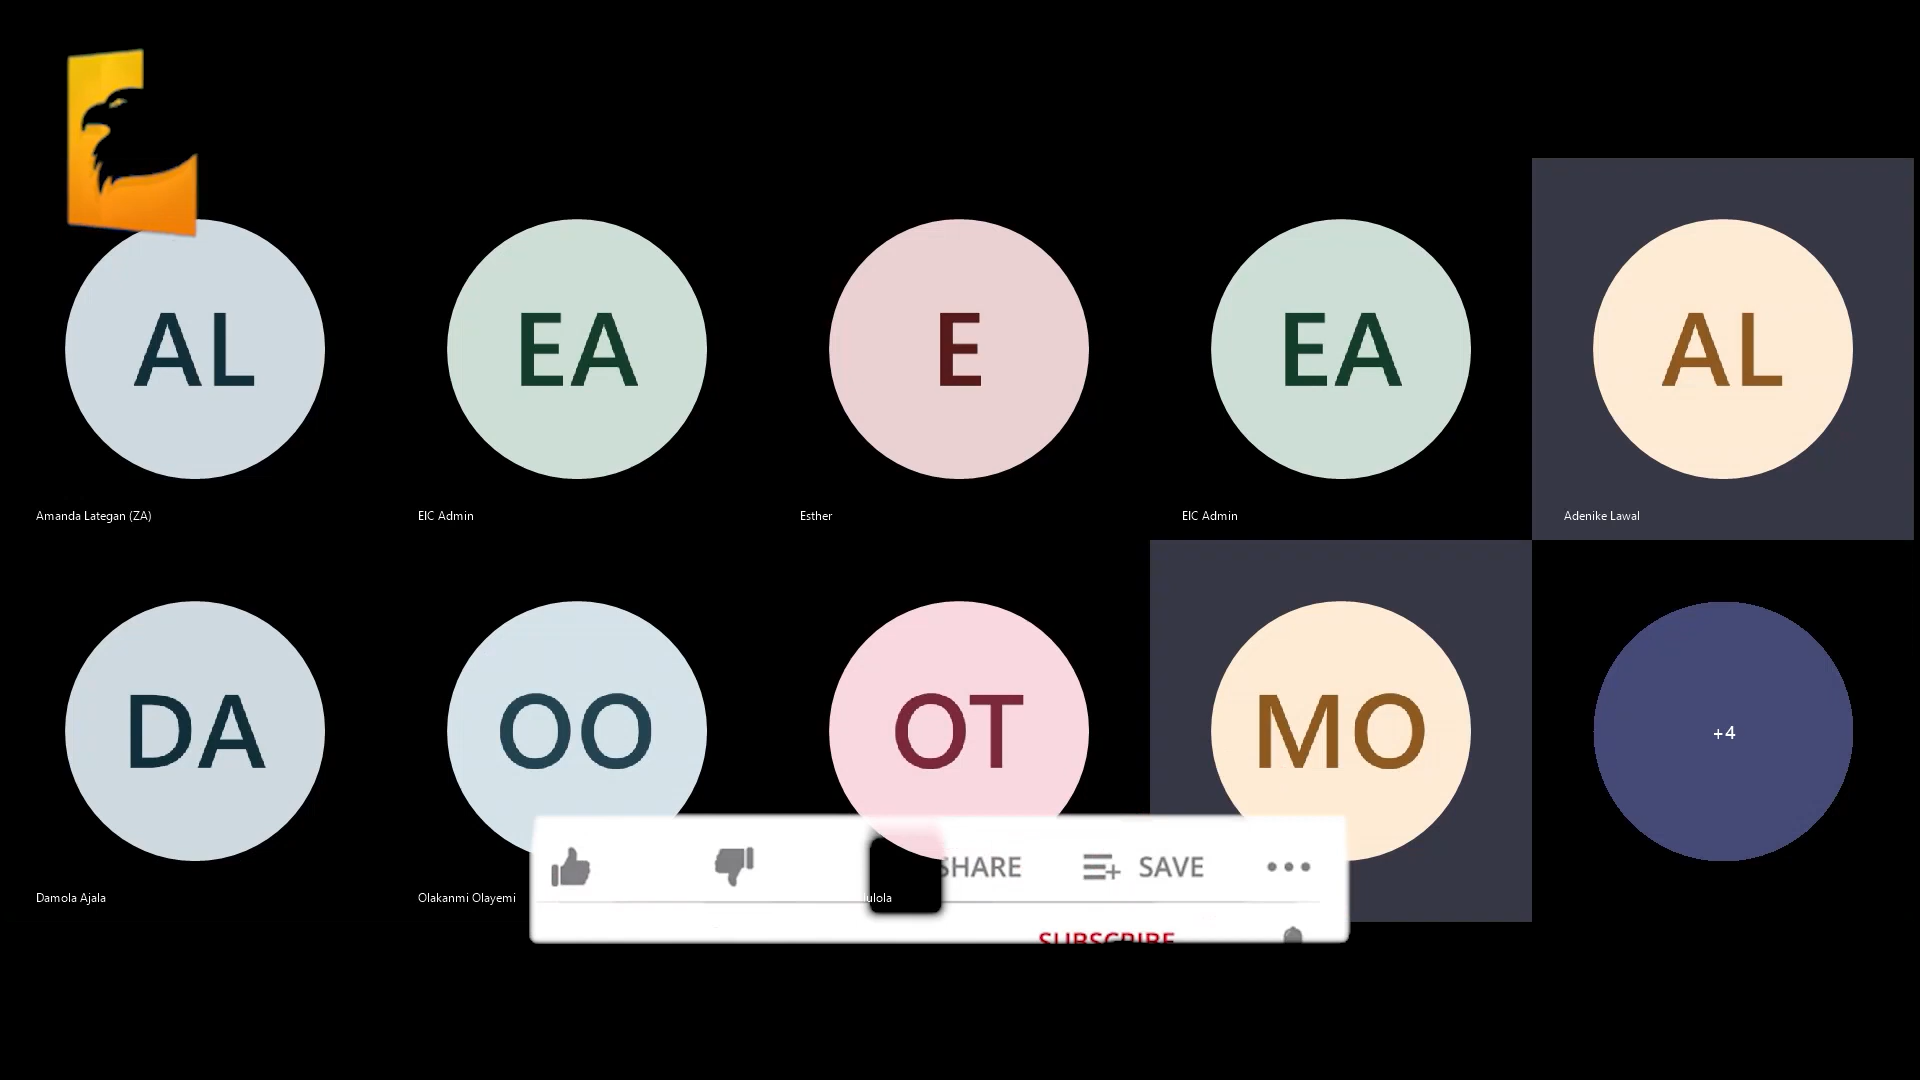 AL
EA
E
EA
AL
Amanda Lategan (ZA)
EIC Admin
Esther
EIC Admin
Adenike Lawal
DA
OO
OT
MO
+4
SHARE
SAVE
Damola Ajala
Olakanmi Olayemi
SUBSCRIBE